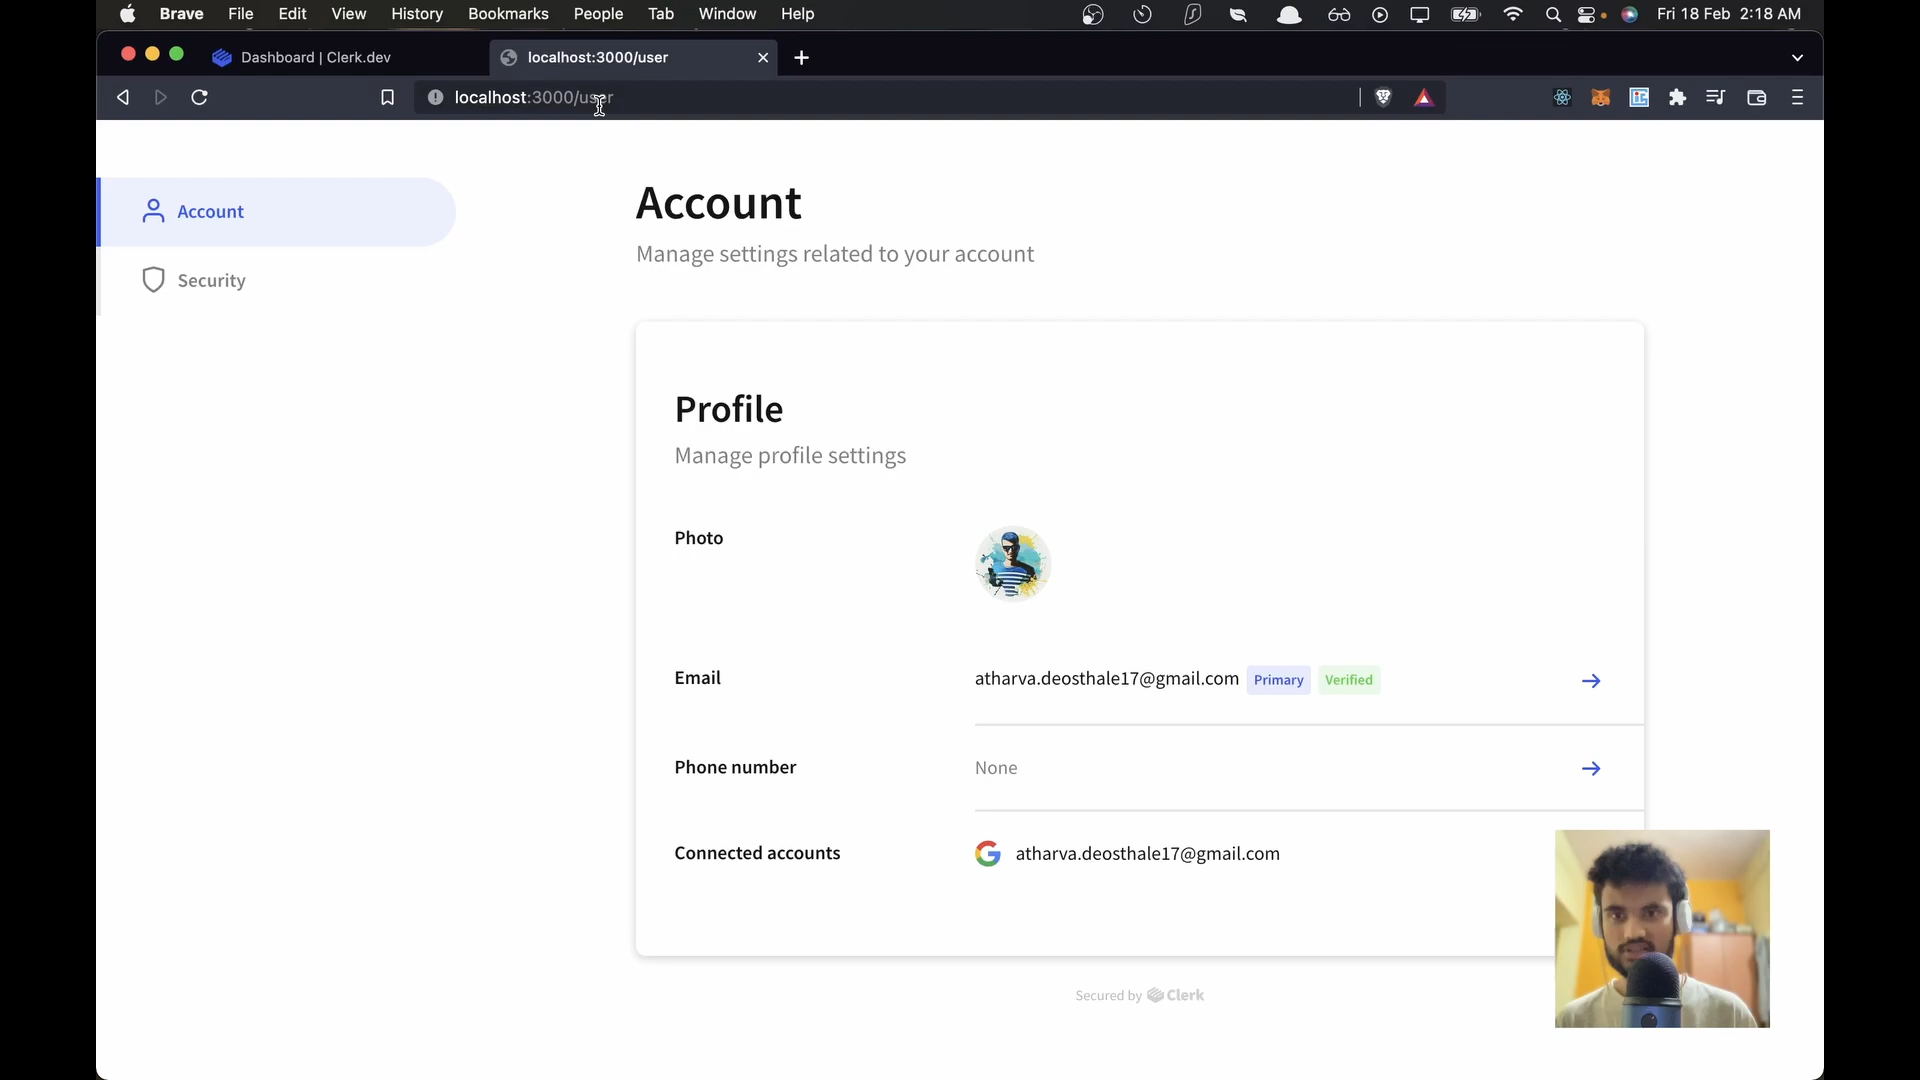 Brave File Edit View History Bookmarks People Tab Window Help Fri 18 Feb 2:18 AM
Dashboard | Clerk.dev localhost:3000/user
localhost:3000/user
Account
Security
Account
Manage settings related to your account
Profile
Manage profile settings
Photo
Email atharva.deosthale17@gmail.com Primary Verified
Phone number None
Connected accounts atharva.deosthale17@gmail.com
Secured by Clerk